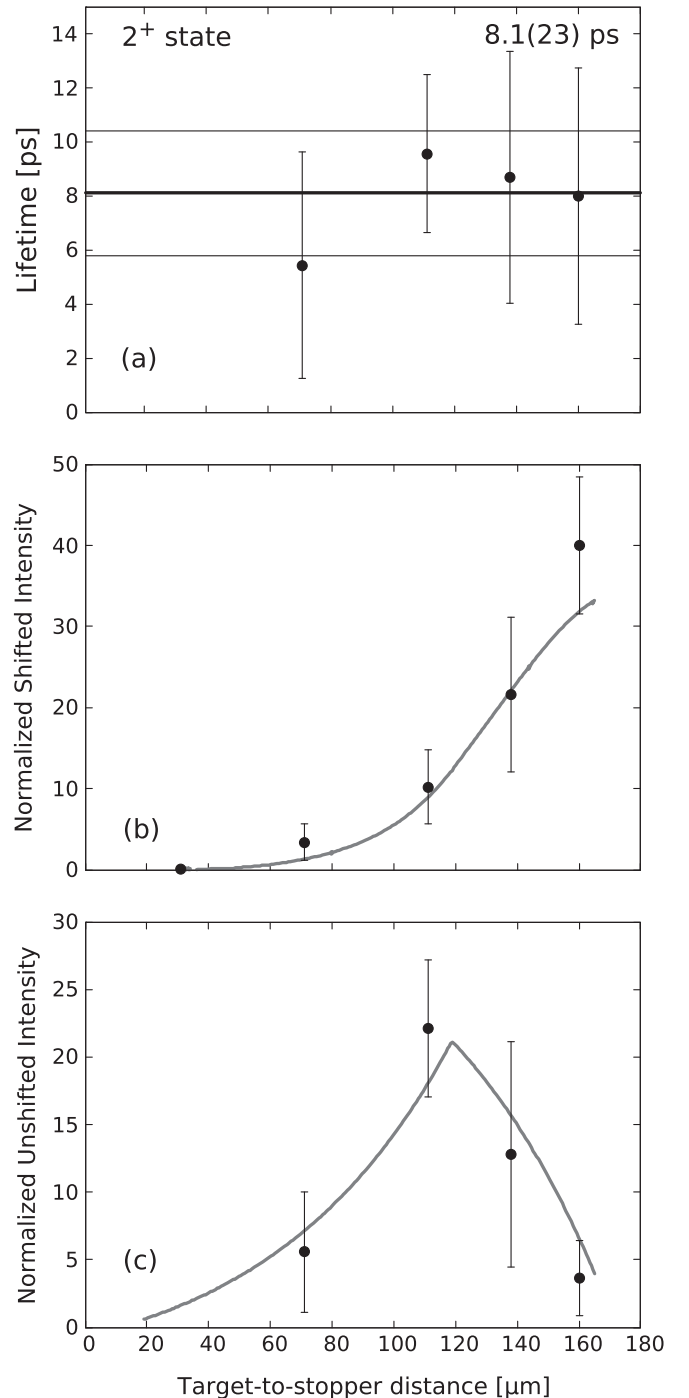 14
2+ state
8.1(23) ps
12
10
8
6
4
2
0
Lifetime [ps]
(a)
50
40
30
20
10
0
Normalized Shifted Intensity
(b)
30
25
20
15
10
5
0
Normalized Unshifted Intensity
(c)
0 20 40 60 80 100 120 140 160 180
Target-to-stopper distance [μm]